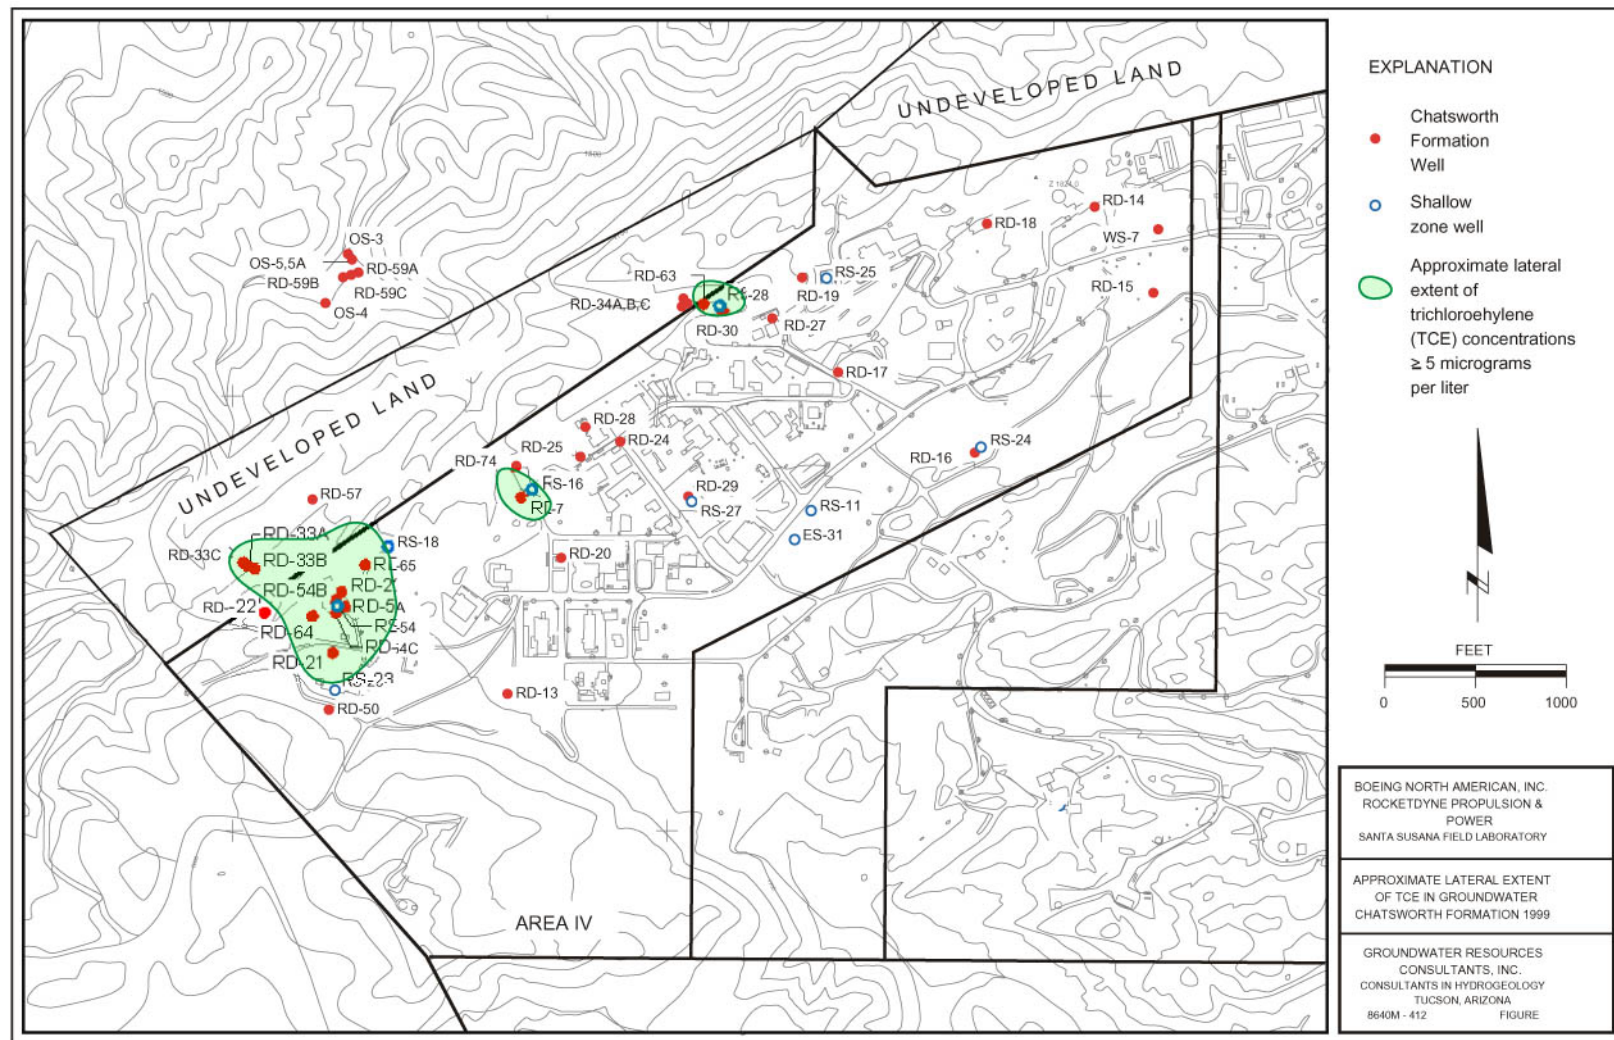 UNDEVELOPED LAND
OS-3
OS-5,5A
RD-59A
RD-59B
RD-59C
OS-4
RD-63
RD-34A,B,C
RS-28
RD-30
RS-25
RD-19
RD-27
RD-17
RD-18
RD-14
WS-7
RD-15
UNDEVELOPED LAND
RD-28
RD-24
RD-25
RD-74
RS-16
RD-29
RS-27
RS-11
ES-31
RS-24
RD-16
RD-57
RD-33A
RD-33C
RD-33B
RS-18
RD-54B
RD-64
RD-21
RS-23
RD-50
RD-20
RD-13
AREA IV
EXPLANATION
Chatsworth
Formation
Well
Shallow
zone well
Approximate lateral
extent of
trichloroehylene
(TCE) concentrations
≥ 5 micrograms
per liter
FEET
0 500 1000
BOEING NORTH AMERICAN, INC.
ROCKETDYNE PROPULSION &
POWER
SANTA SUSANA FIELD LABORATORY
APPROXIMATE LATERAL EXTENT
OF TCE IN GROUNDWATER
CHATSWORTH FORMATION 1999
GROUNDWATER RESOURCES
CONSULTANTS, INC.
CONSULTANTS IN HYDROGEOLOGY
TUCSON, ARIZONA
8640M - 412 FIGURE